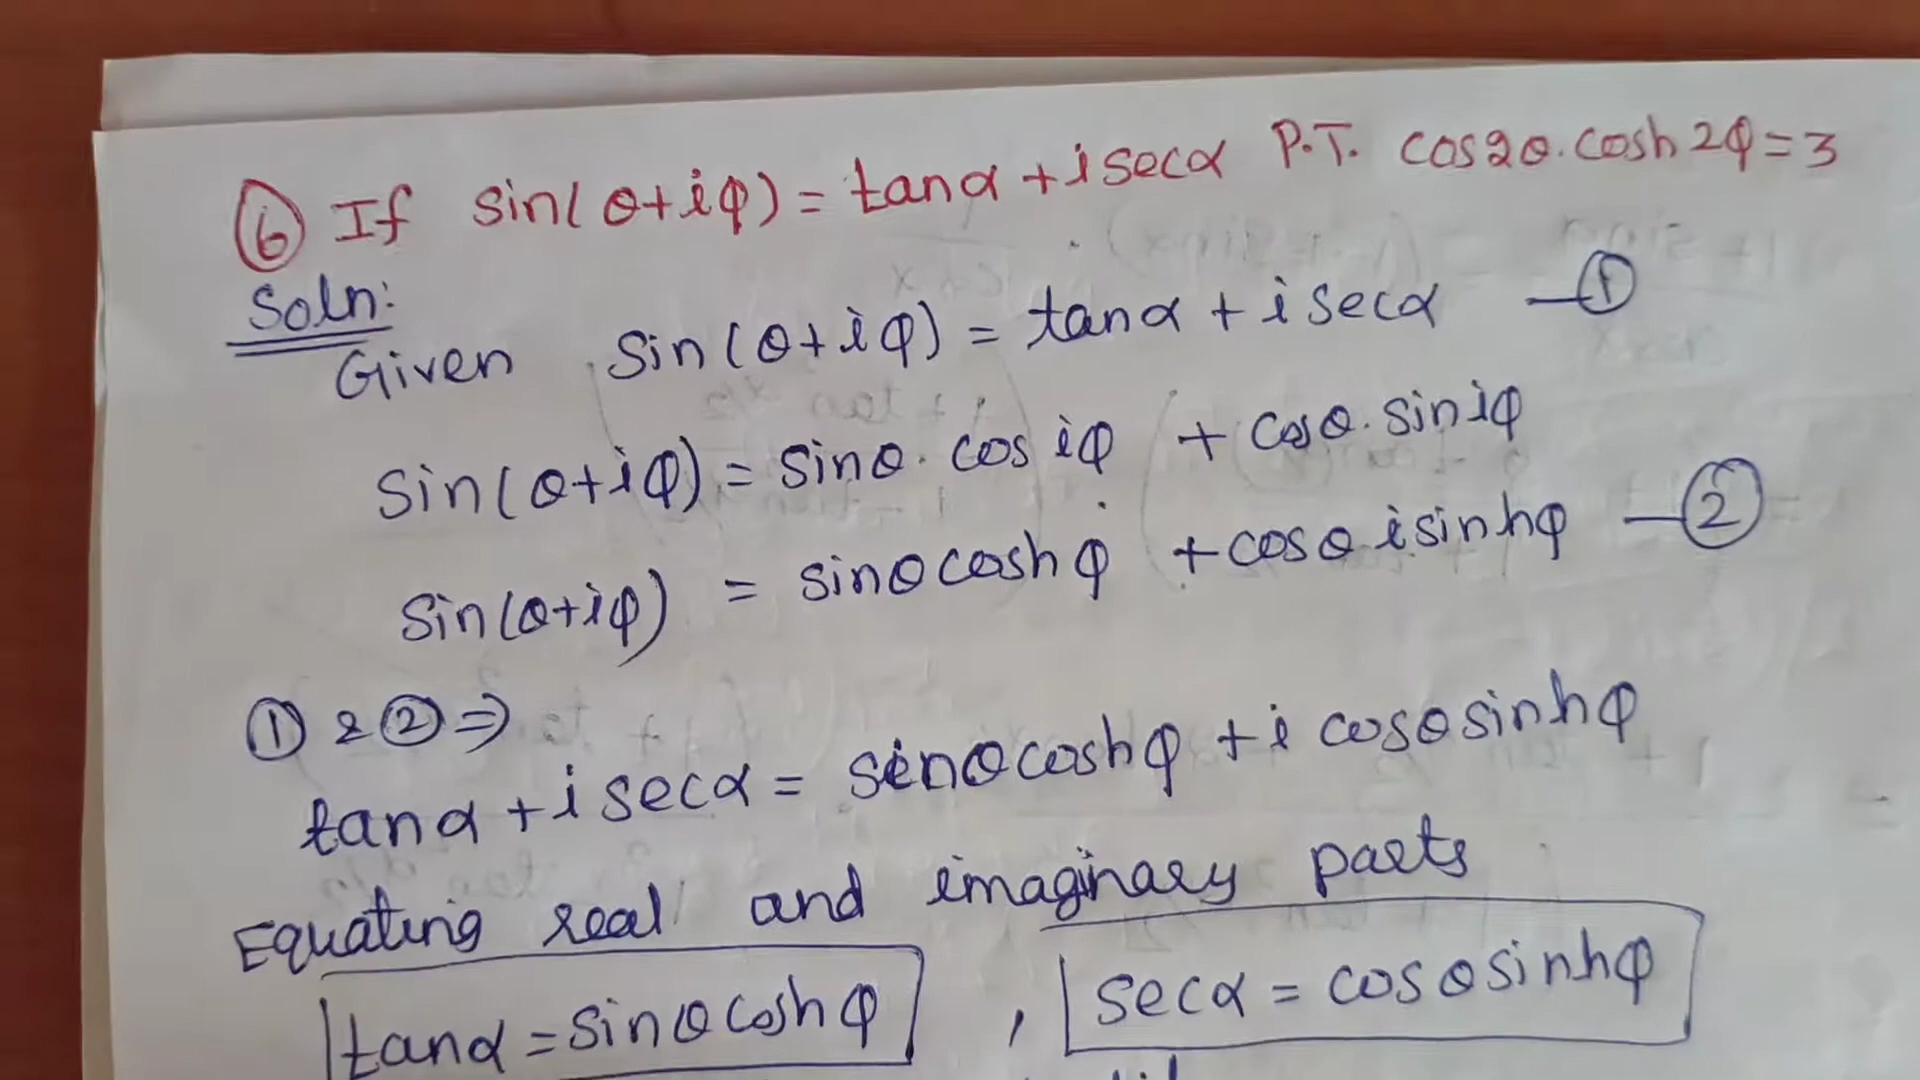 ⑥ If sin(θ+iφ) = tanα + i secα P.T. cos2θ.cosh2φ=3
Soln:
Given sin(θ+iφ) = tanα + i secα —①
sin(θ+iφ) = sinθ. cos iφ + cosθ. sin iφ
sin(θ+iφ) = sinθ coshφ + cosθ i sinhφ —②
① & ② ⇒
tanα + i secα = sinθ coshφ + i cosθ sinhφ
Equating real and imaginary parts
tanα = sinθ coshφ , secα = cosθ sinhφ